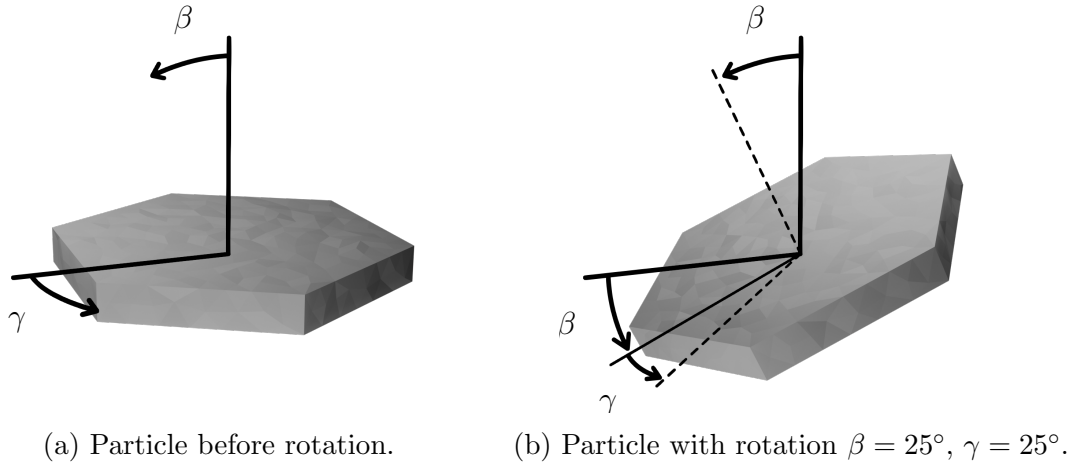 β
β
γ
β
γ
(a) Particle before rotation.
(b) Particle with rotation β = 25°, γ = 25°.